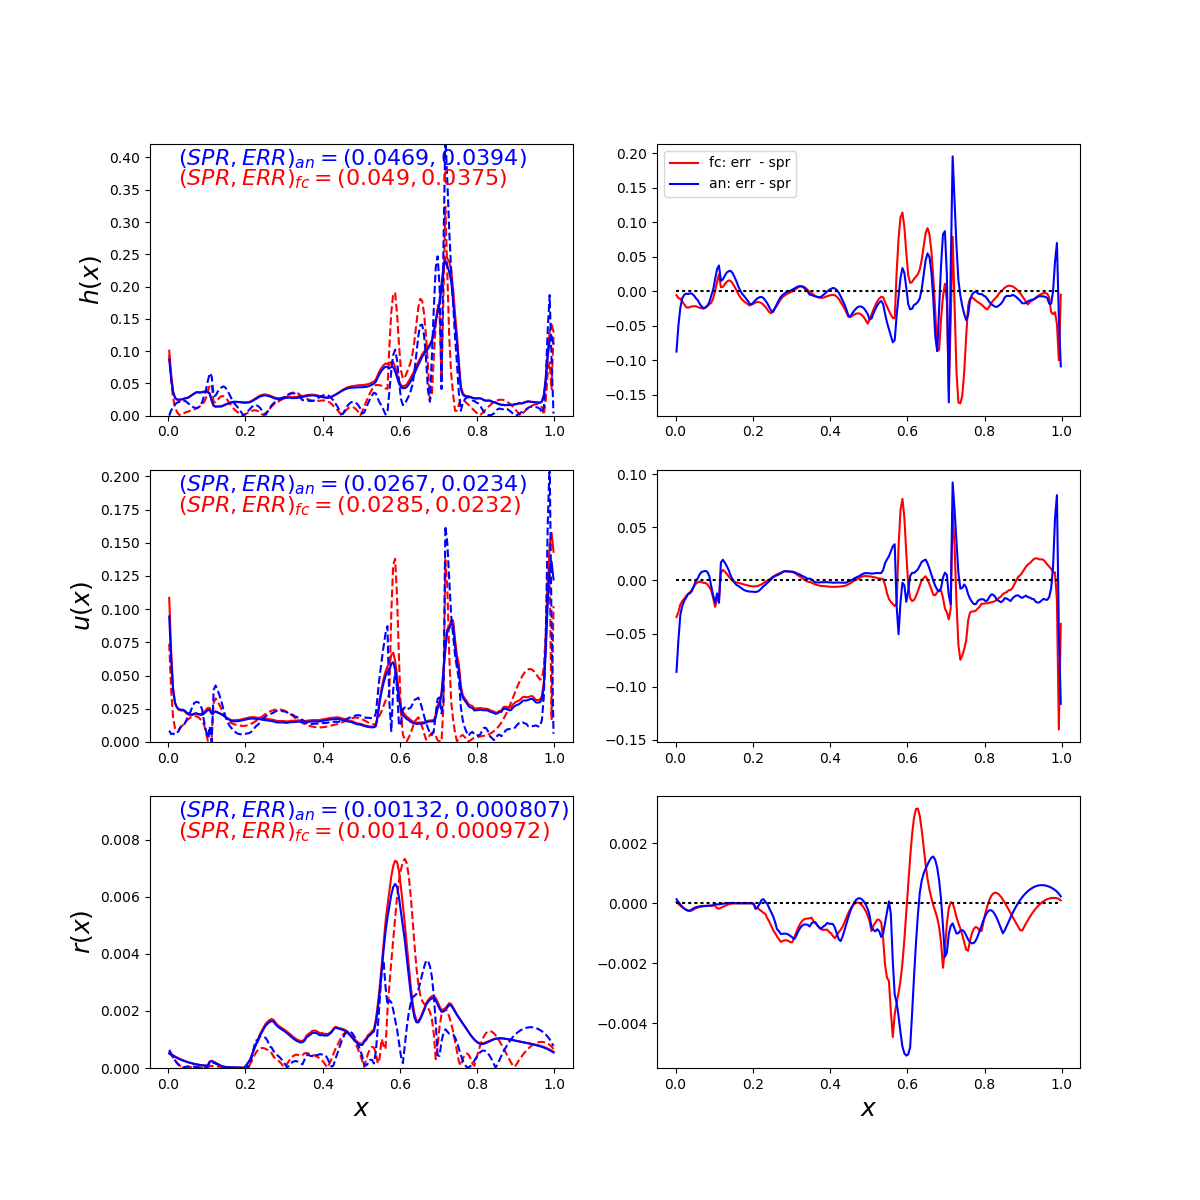 (SPR, ERR)an = (0.0469, 0.0394)
(SPR, ERR)fc = (0.049, 0.0375)
h(x)
0.40
0.35
0.30
0.25
0.20
0.15
0.10
0.05
0.00
0.0 0.2 0.4 0.6 0.8 1.0
fc: err - spr
an: err - spr
0.20
0.15
0.10
0.05
0.00
−0.05
−0.10
−0.15
0.0 0.2 0.4 0.6 0.8 1.0
(SPR, ERR)an = (0.0267, 0.0234)
(SPR, ERR)fc = (0.0285, 0.0232)
u(x)
0.200
0.175
0.150
0.125
0.100
0.075
0.050
0.025
0.000
0.0 0.2 0.4 0.6 0.8 1.0
0.10
0.05
0.00
−0.05
−0.10
−0.15
0.0 0.2 0.4 0.6 0.8 1.0
(SPR, ERR)an = (0.00132, 0.000807)
(SPR, ERR)fc = (0.0014, 0.000972)
r(x)
0.008
0.006
0.004
0.002
0.000
0.0 0.2 0.4 0.6 0.8 1.0
x
0.002
0.000
−0.002
−0.004
0.0 0.2 0.4 0.6 0.8 1.0
x